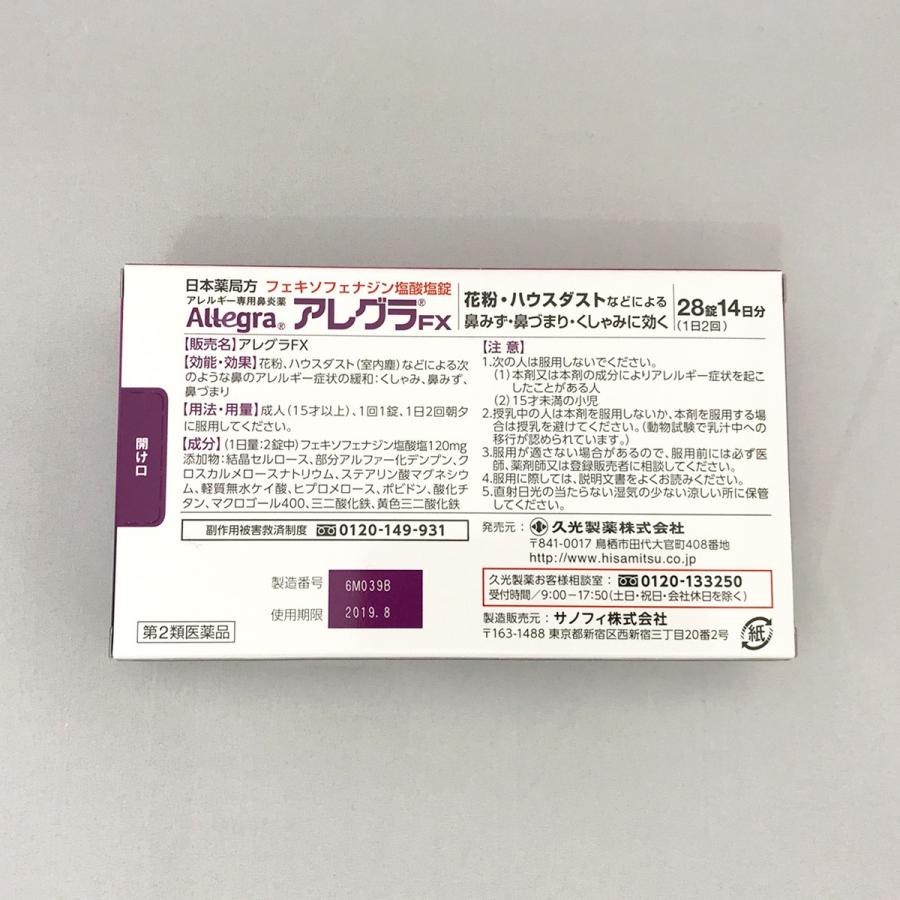 日本薬局方 フェキソフェナジン塩酸塩錠
アレルギー専用鼻炎薬
Allegra® アレグラ®FX
花粉・ハウスダストなどによる
鼻みず・鼻づまり・くしゃみに効く
28錠14日分
(1日2回)
【販売名】アレグラFX
【効能・効果】花粉、ハウスダスト(室内塵)などによる次
のような鼻のアレルギー症状の緩和:くしゃみ、鼻みず、
鼻づまり
【用法・用量】成人(15才以上)、1回1錠、1日2回朝夕
に服用してください。
【成分】(1日量:2錠中)フェキソフェナジン塩酸塩120mg
添加物:結晶セルロース、部分アルファー化デンプン、ク
ロスカルメロースナトリウム、ステアリン酸マグネシウ
ム、軽質無水ケイ酸、ヒプロメロース、ポビドン、酸化チ
タン、マクロゴール400、三二酸化鉄、黄色三二酸化鉄
副作用被害救済制度 0120-149-931
【注 意】
1.次の人は服用しないでください。
(1)本剤又は本剤の成分によりアレルギー症状を起こ
したことがある人
(2)15才未満の小児
2.授乳中の人は本剤を服用しないか、本剤を服用する場合
は授乳を避けてください。(動物試験で乳汁中への
移行が認められています。)
3.服用が適さない場合があるので、服用前には必ず医
師、薬剤師又は登録販売者に相談してください。
4.服用に際しては、説明文書をよくお読みください。
5.直射日光の当たらない湿気の少ない涼しい所に保管
してください。
発売元: 久光製薬株式会社
〒841-0017 鳥栖市田代大官町408番地
http://www.hisamitsu.co.jp
久光製薬お客様相談室: 0120-133250
受付時間/9:00-17:50(土日・祝日・会社休日を除く)
製造販売元:サノフィ株式会社
〒163-1488 東京都新宿区西新宿三丁目20番2号
紙
製造番号 6M039B
使用期限 2019.8
第2類医薬品
開け口